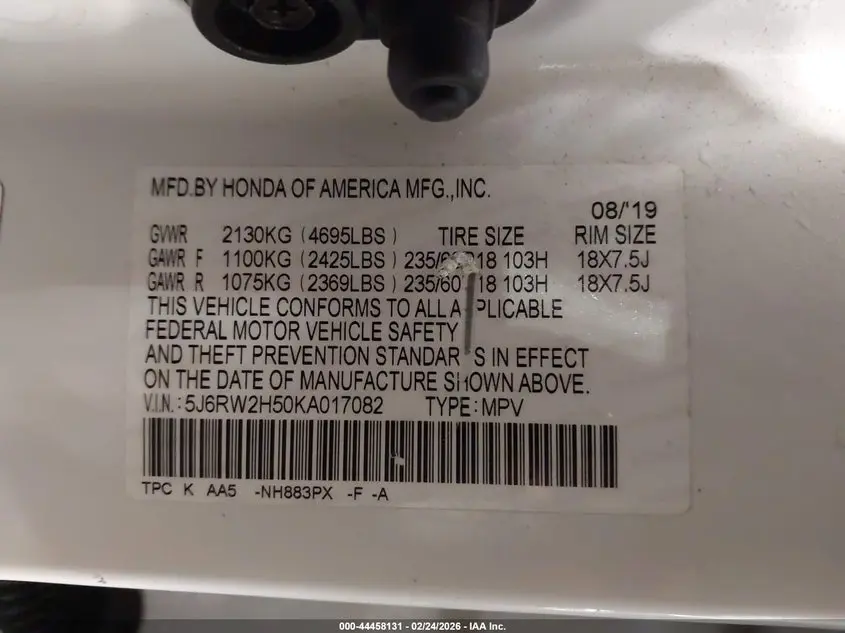 MFD.BY HONDA OF AMERICA MFG.,INC.
08/'19
GVWR 2130KG (4695LBS) TIRE SIZE RIM SIZE
GAWR F 1100KG (2425LBS) 103H 18X7.5J
GAWR R 1075KG (2369LBS) 235/60 18 103H 18X7.5J
THIS VEHICLE CONFORMS TO ALL A PLICABLE
FEDERAL MOTOR VEHICLE SAFETY
AND THEFT PREVENTION STANDAR S IN EFFECT
ON THE DATE OF MANUFACTURE SHOWN ABOVE.
V.I.N.: 5J6RW2H50KA017082 TYPE: MPV
TPC K AA5 -NH883PX -F -A
000-44458131 - 02/24/2026 - IAA Inc.